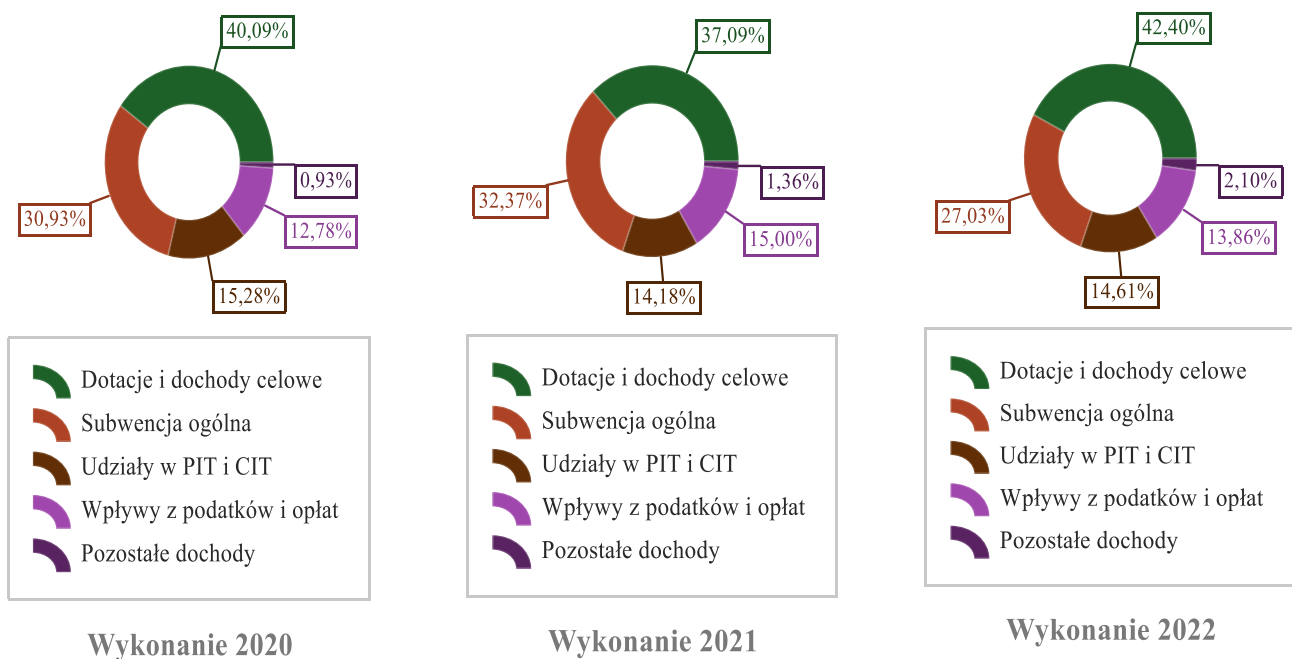 40,09%
0,93%
30,93%
12,78%
15,28%
Dotacje i dochody celowe
Subwencja ogólna
Udziały w PIT i CIT
Wpływy z podatków i opłat
Pozostałe dochody
Wykonanie 2020
37,09%
1,36%
32,37%
15,00%
14,18%
Dotacje i dochody celowe
Subwencja ogólna
Udziały w PIT i CIT
Wpływy z podatków i opłat
Pozostałe dochody
Wykonanie 2021
42,40%
2,10%
27,03%
13,86%
14,61%
Dotacje i dochody celowe
Subwencja ogólna
Udziały w PIT i CIT
Wpływy z podatków i opłat
Pozostałe dochody
Wykonanie 2022